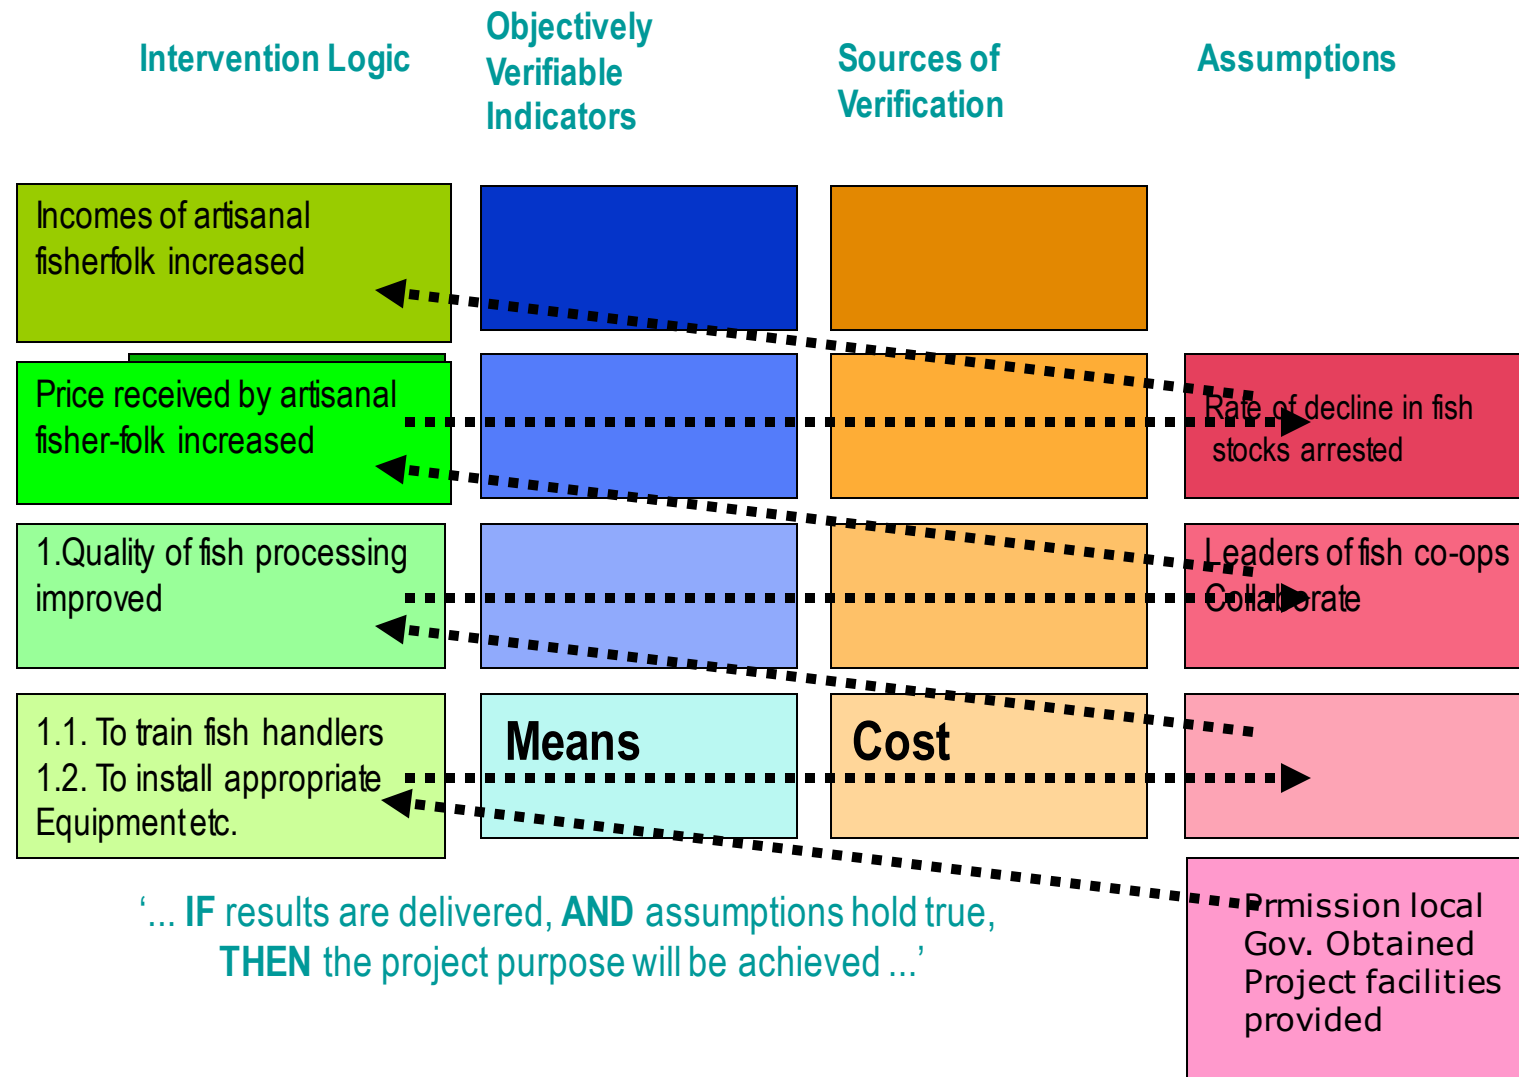 Intervention Logic
Objectively
Verifiable
Indicators
Sources of
Verification
Assumptions
Incomes of artisanal
fisherfolk increased
Price received by artisanal
fisher-folk increased
Rate of decline in fish
stocks arrested
1.Quality of fish processing
improved
Leaders of fish co-ops
Collaborate
1.1. To train fish handlers
1.2. To install appropriate
Equipment etc.
Means
Cost
‘... IF results are delivered, AND assumptions hold true,
THEN the project purpose will be achieved ...’
Prmission local
Gov. Obtained
Project facilities
provided